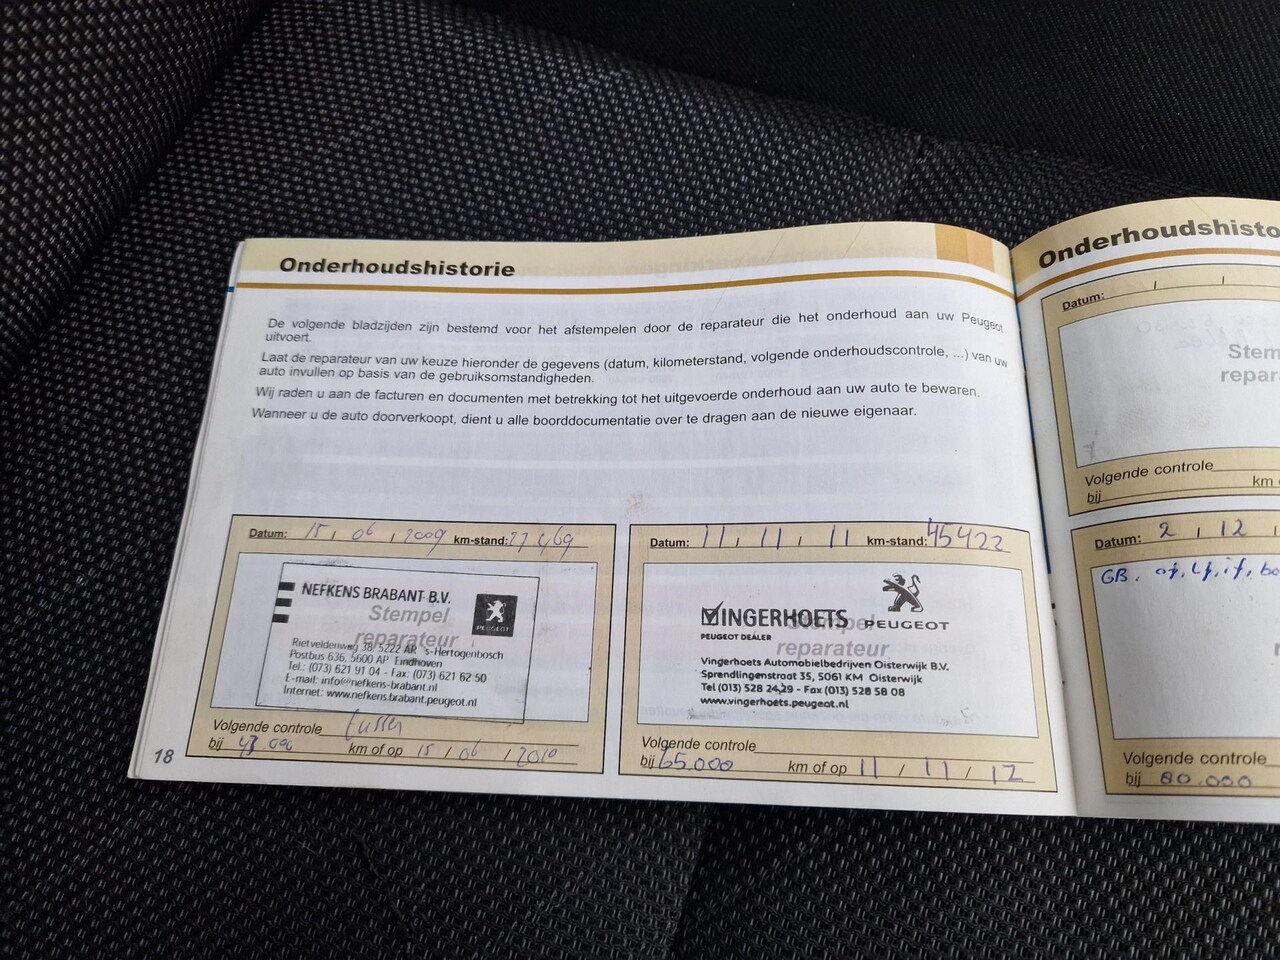 Onderhoudshistorie
De volgende bladzijden zijn bestemd voor het afstempelen door de reparateur die het onderhoud aan uw Peugeot
uitvoert.
Laat de reparateur van uw keuze hieronder de gegevens (datum, kilometerstand, volgende onderhoudscontrole, ...) van uw
auto invullen op basis van de gebruiksomstandigheden.
Wij raden u aan de facturen en documenten met betrekking tot het uitgevoerde onderhoud aan uw auto te bewaren.
Wanneer u de auto doorverkoopt, dient u alle boorddocumentatie over te dragen aan de nieuwe eigenaar.
Datum: 15, 06, 2009 km-stand: 27469
NEFKENS BRABANT B.V.
Stempel
reparateur
PEUGEOT
Rietveldenweg 38, 5222 AR 's-Hertogenbosch
Postbus 636, 5600 AP Eindhoven
Tel.: (073) 621 91 04 - Fax: (073) 621 62 50
E-mail: info@nefkens-brabant.nl
Internet: www.nefkens.brabant.peugeot.nl
Volgende controle
bij km of op 15 / 06 / 2010
18
Datum: 11, 11, 11 km-stand: 45422
VINGERHOETS
PEUGEOT
PEUGEOT DEALER
Stempel
reparateur
Vingerhoets Automobielbedrijven Oisterwijk B.V.
Sprendlingenstraat 35, 5061 KM Oisterwijk
Tel (013) 528 24 29 - Fax (013) 528 58 08
www.vingerhoets.peugeot.nl
Volgende controle
bij 65.000 km of op 11 / 11 / 12
Onderhoudshisto
Datum: / /
Stem
repar
Volgende controle
bij km
Datum: 2 , 12
GB.
Volgende controle
bij 80.000